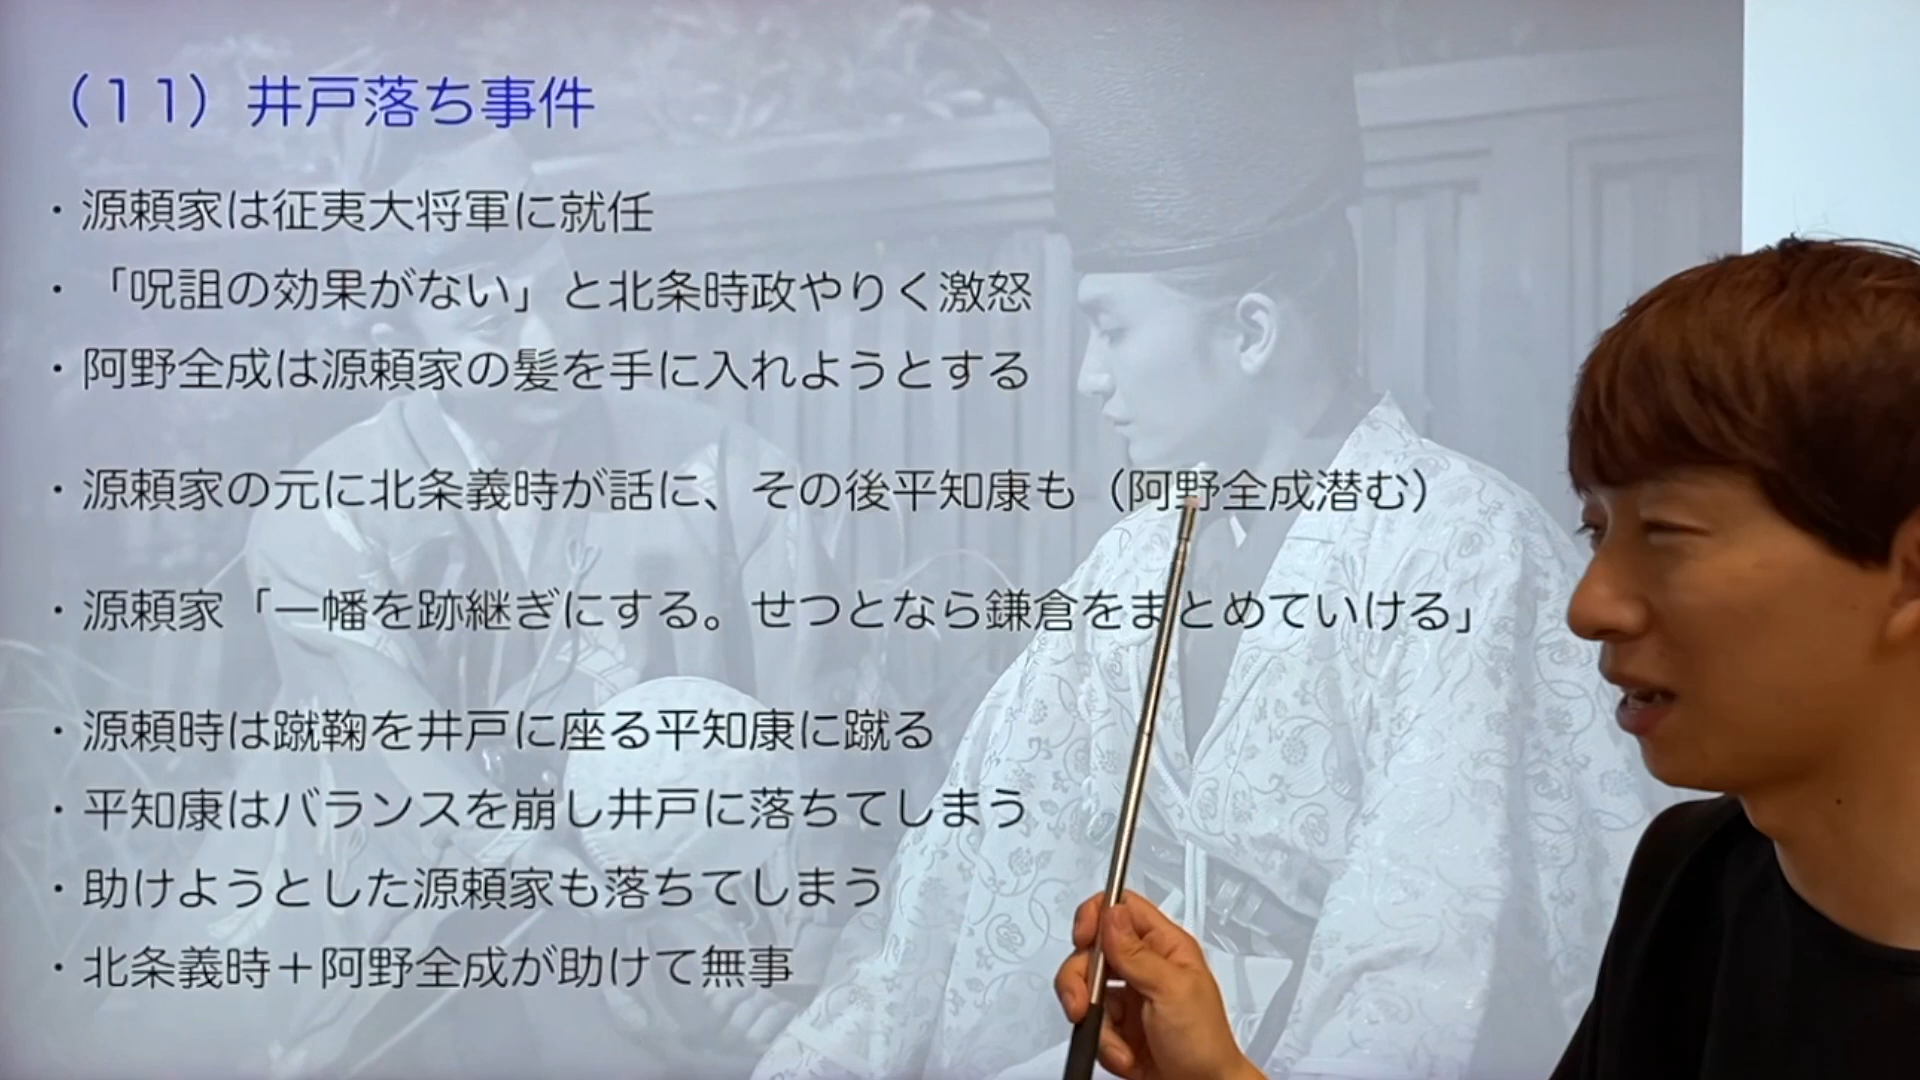 （１１）井戸落ち事件
・源頼家は征夷大将軍に就任
・「呪詛の効果がない」と北条時政やりく激怒
・阿野全成は源頼家の髪を手に入れようとする
・源頼家の元に北条義時が話に、その後平知康も（阿野全成潜む）
・源頼家「一幡を跡継ぎにする。せつとなら鎌倉をまとめていける」
・源頼時は蹴鞠を井戸に座る平知康に蹴る
・平知康はバランスを崩し井戸に落ちてしまう
・助けようとした源頼家も落ちてしまう
・北条義時＋阿野全成が助けて無事